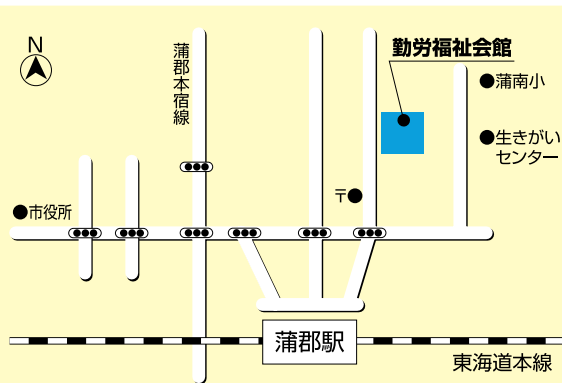 N
蒲郡本宿線
勤労福祉会館
蒲南小
生きがい
センター
〒
市役所
蒲郡駅
東海道本線